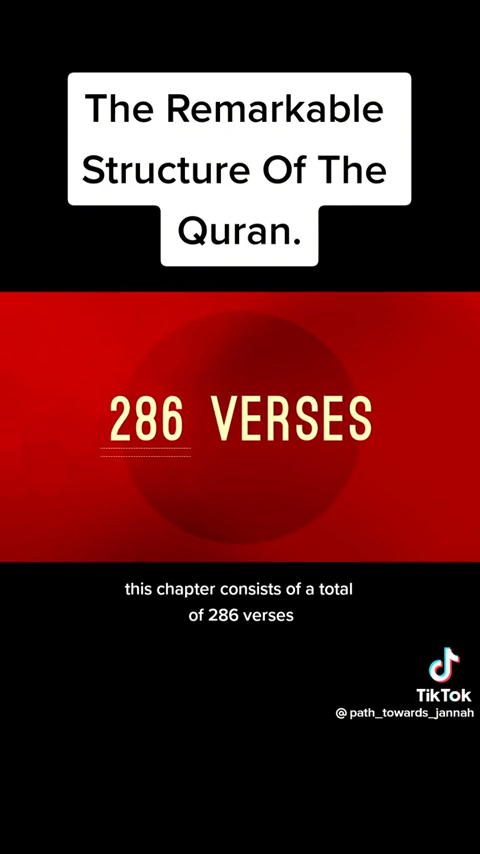 The Remarkable
Structure Of The
Quran.
286 VERSES
this chapter consists of a total
of 286 verses
TikTok
@path_towards_jannah